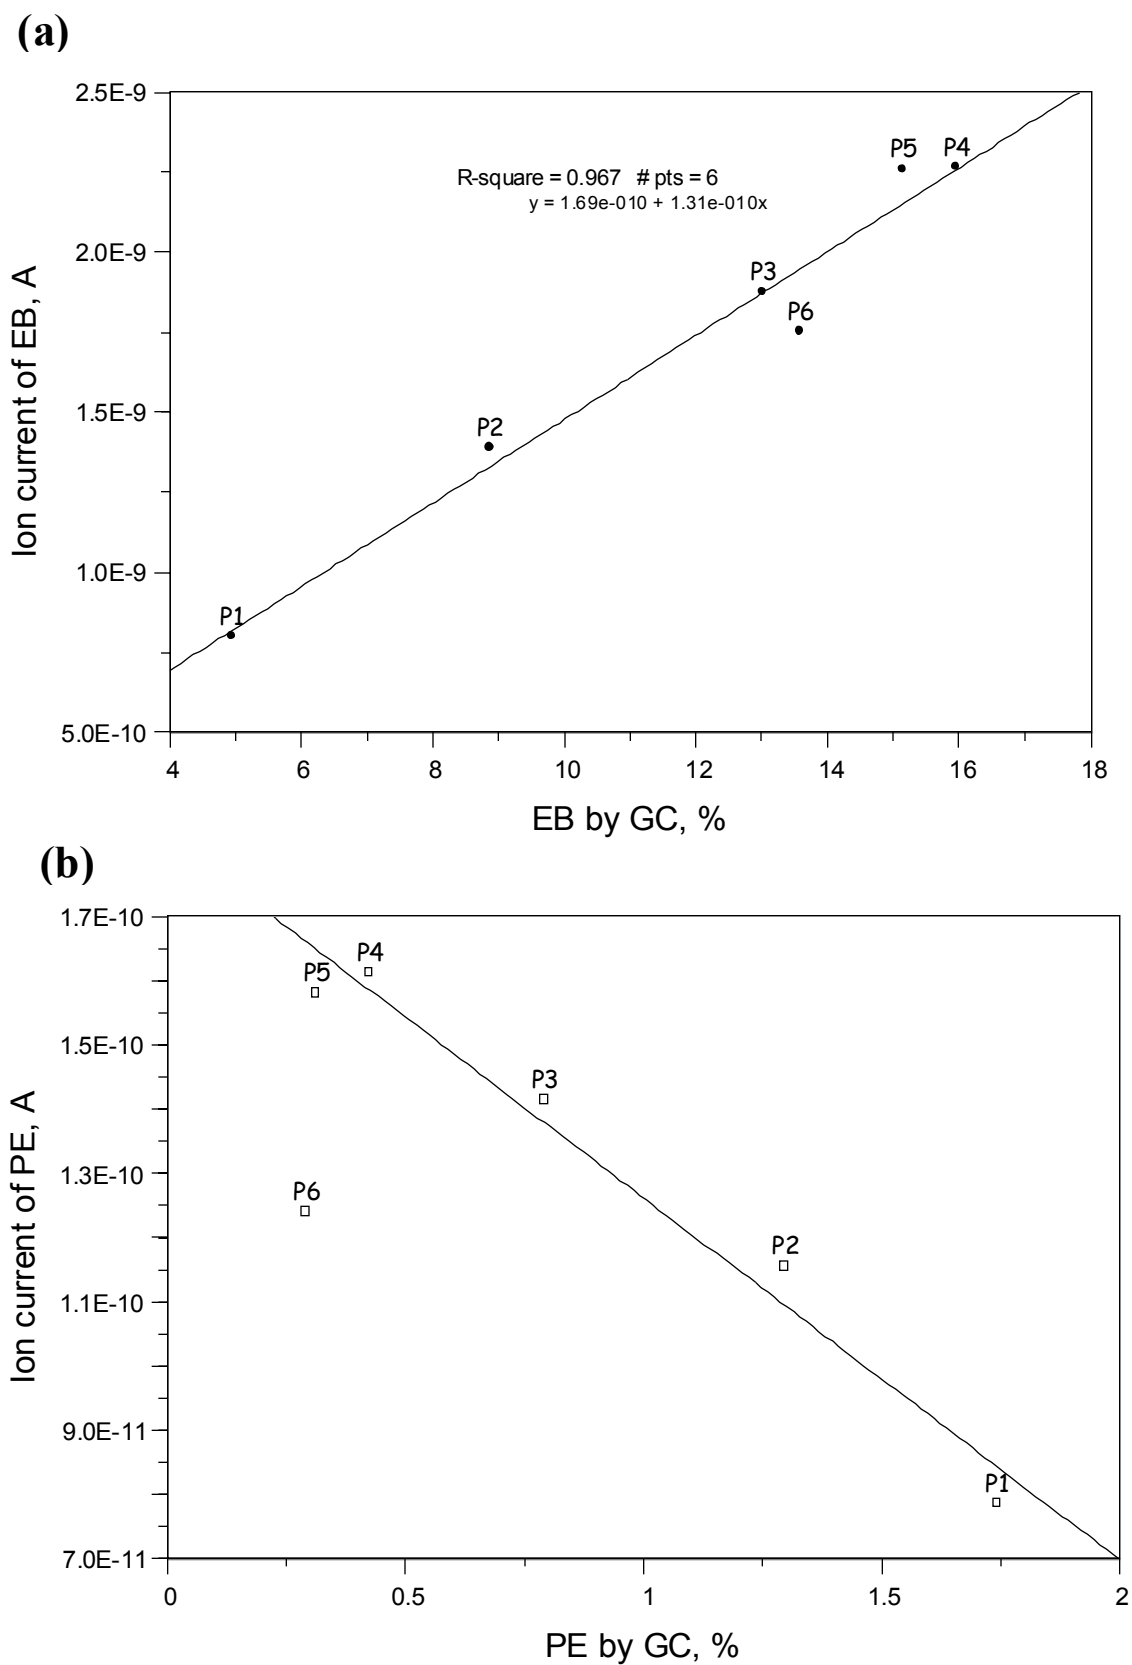 (a)
2.5E-9
P5 P4
R-square = 0.967 # pts = 6
y = 1.69e-010 + 1.31e-010x
2.0E-9
P3
P6
1.5E-9
P2
1.0E-9
P1
5.0E-10
4 6 8 10 12 14 16 18
Ion current of EB, A
EB by GC, %
(b)
1.7E-10
P4
P5
1.5E-10
P3
1.3E-10
P6
P2
1.1E-10
9.0E-11
P1
7.0E-11
0 0.5 1 1.5 2
Ion current of PE, A
PE by GC, %